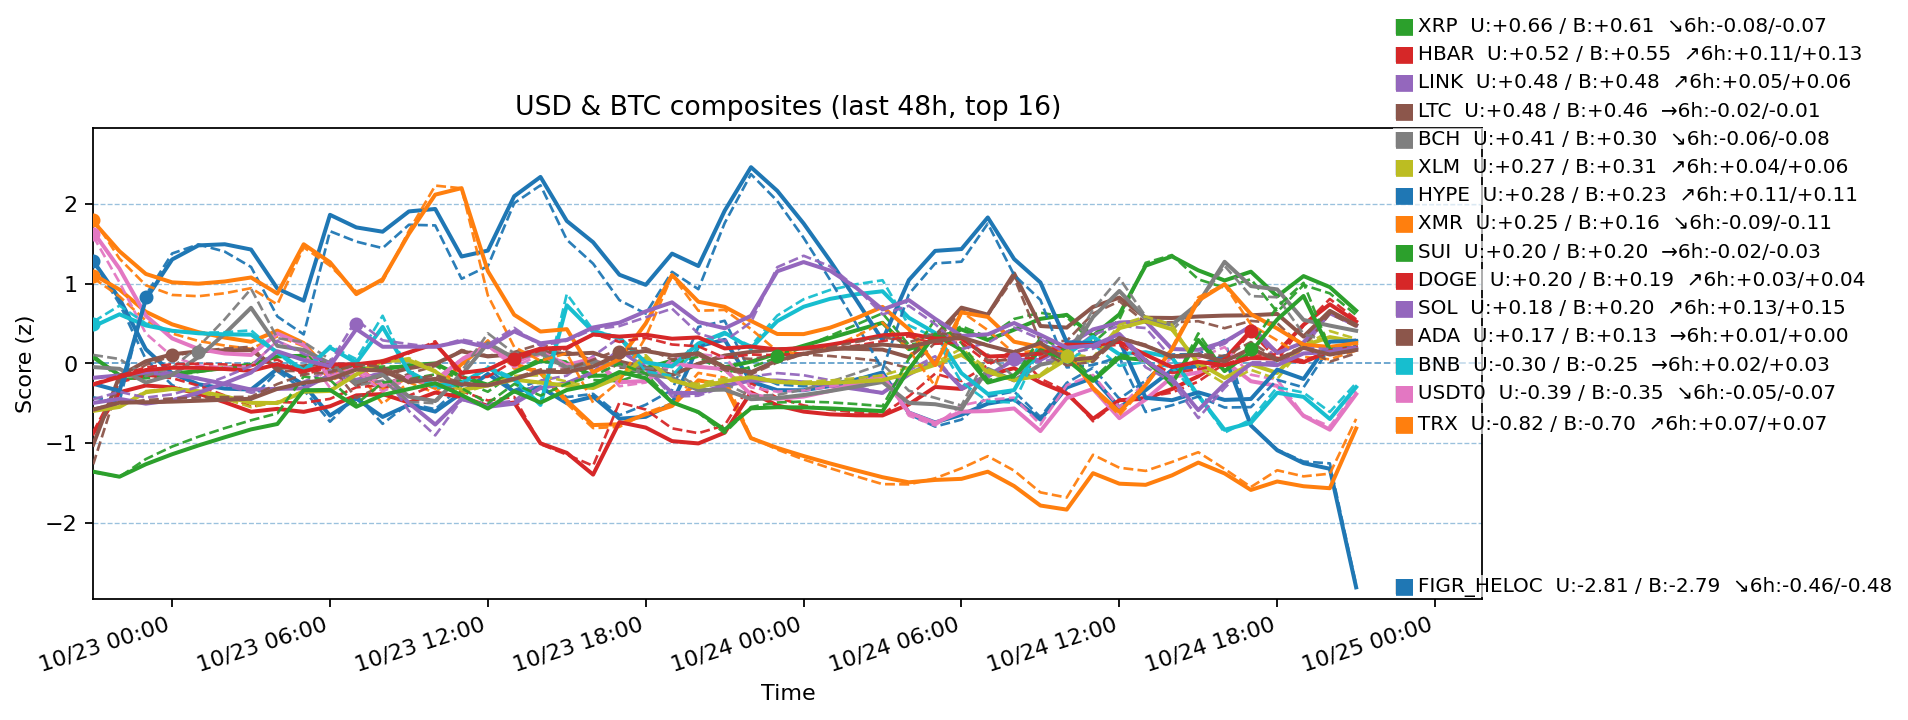 XRP  U:+0.66 / B:+0.61  ↘6h:-0.08/-0.07
HBAR  U:+0.52 / B:+0.55  ↗6h:+0.11/+0.13
LINK  U:+0.48 / B:+0.48  ↗6h:+0.05/+0.06
USD & BTC composites (last 48h, top 16)
LTC  U:+0.48 / B:+0.46  →6h:-0.02/-0.01
BCH  U:+0.41 / B:+0.30  ↘6h:-0.06/-0.08
XLM  U:+0.27 / B:+0.31  ↗6h:+0.04/+0.06
HYPE  U:+0.28 / B:+0.23  ↗6h:+0.11/+0.11
XMR  U:+0.25 / B:+0.16  ↘6h:-0.09/-0.11
SUI  U:+0.20 / B:+0.20  →6h:-0.02/-0.03
DOGE  U:+0.20 / B:+0.19  ↗6h:+0.03/+0.04
SOL  U:+0.18 / B:+0.20  ↗6h:+0.13/+0.15
ADA  U:+0.17 / B:+0.13  →6h:+0.01/+0.00
BNB  U:-0.30 / B:-0.25  →6h:+0.02/+0.03
USDT0  U:-0.39 / B:-0.35  ↘6h:-0.05/-0.07
TRX  U:-0.82 / B:-0.70  ↗6h:+0.07/+0.07
FIGR_HELOC  U:-2.81 / B:-2.79  ↘6h:-0.46/-0.48
Score (z)
2
1
0
−1
−2
10/23 00:00
10/23 06:00
10/23 12:00
10/23 18:00
10/24 00:00
10/24 06:00
10/24 12:00
10/24 18:00
10/25 00:00
Time